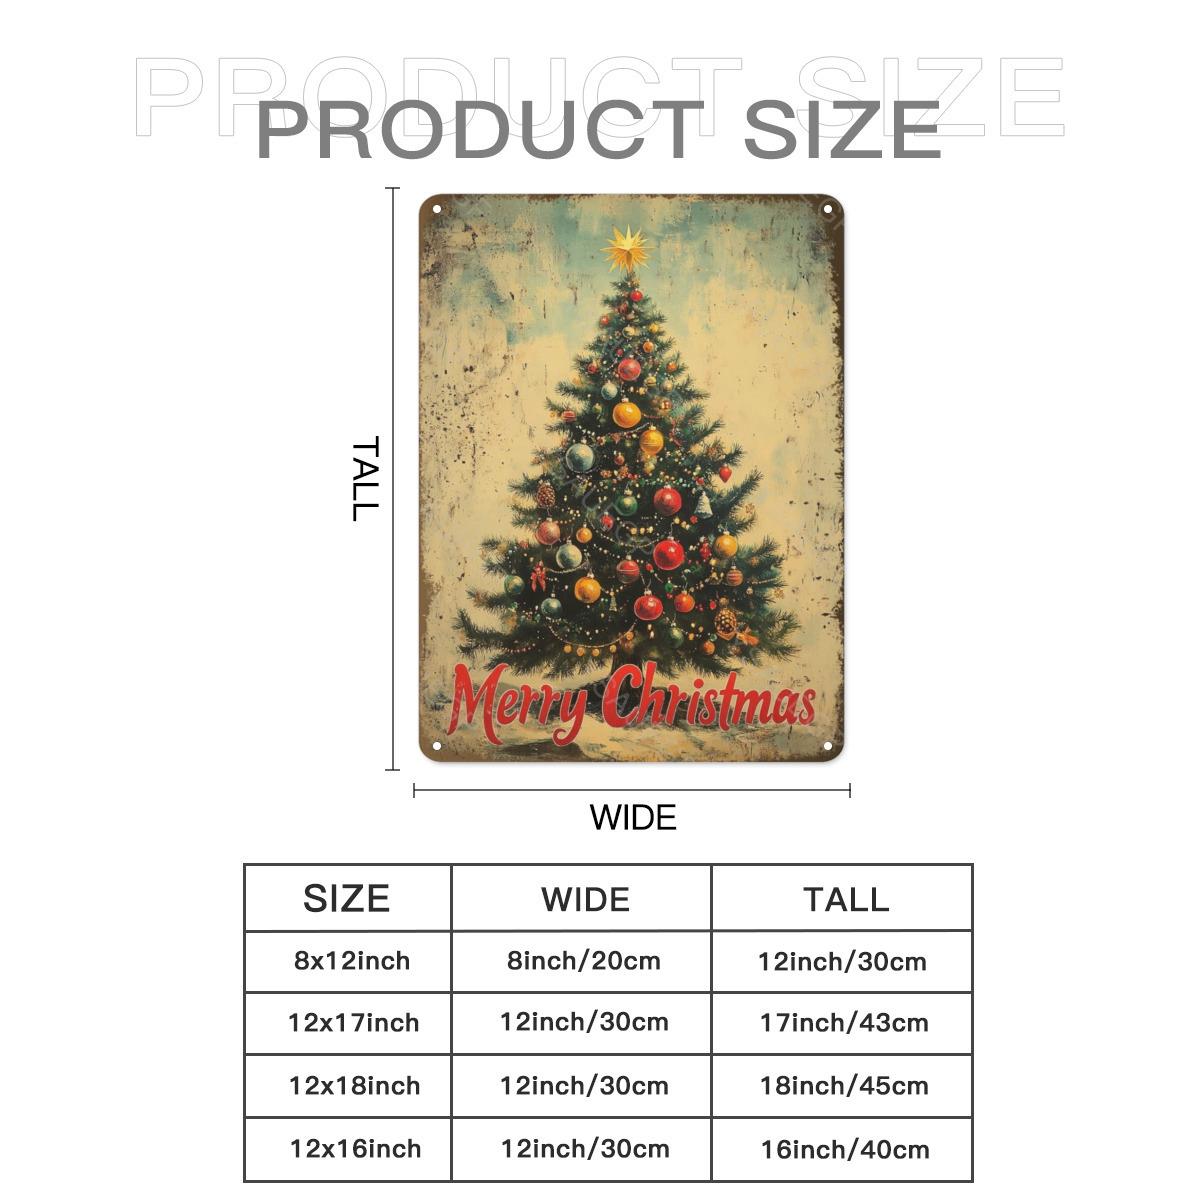 PRODUCT SIZE
PRODUCT SIZE
TALL
Merry Christmas
WIDE
SIZE WIDE TALL
8x12inch 8inch/20cm 12inch/30cm
12x17inch 12inch/30cm 17inch/43cm
12x18inch 12inch/30cm 18inch/45cm
12x16inch 12inch/30cm 16inch/40cm